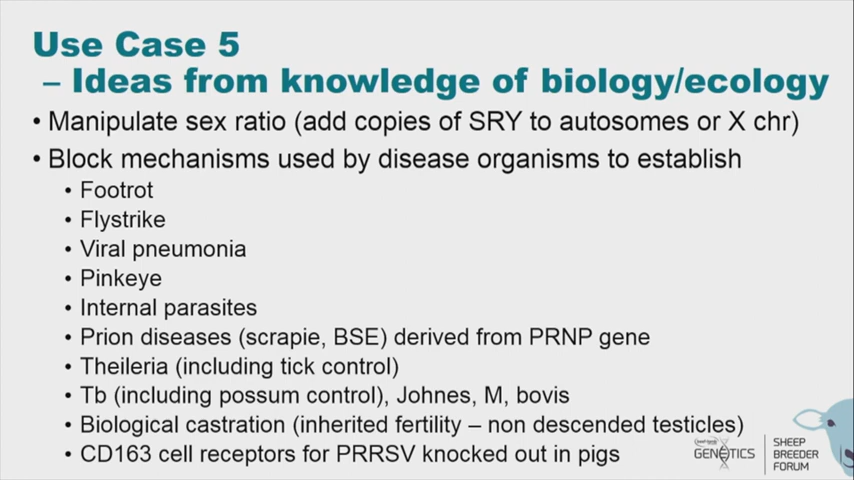 Use Case 5
– Ideas from knowledge of biology/ecology
• Manipulate sex ratio (add copies of SRY to autosomes or X chr)
• Block mechanisms used by disease organisms to establish
• Footrot
• Flystrike
• Viral pneumonia
• Pinkeye
• Internal parasites
• Prion diseases (scrapie, BSE) derived from PRNP gene
• Theileria (including tick control)
• Tb (including possum control), Johnes, M, bovis
• Biological castration (inherited fertility – non descended testicles)
• CD163 cell receptors for PRRSV knocked out in pigs
GENETICS
SHEEP
BREEDER
FORUM